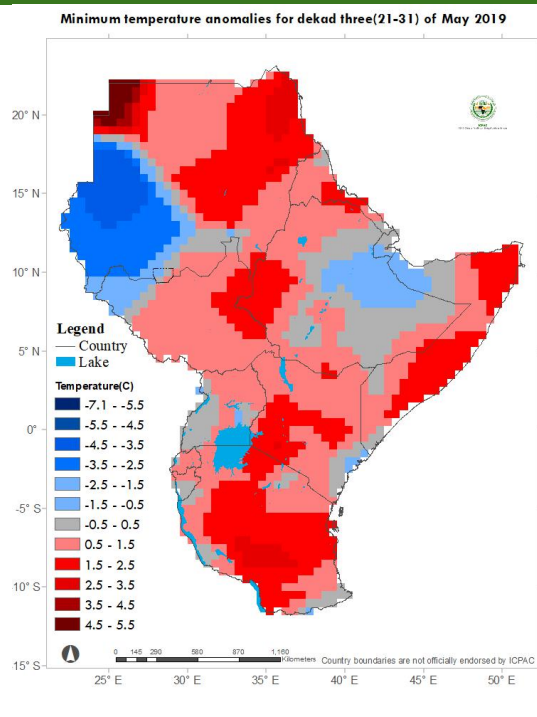 Minimum temperature anomalies for dekad three(21-31) of May 2019
20° N
15° N
10° N
5° N
0°
-5° S
10° S
15° S
Legend
Country
Lake
Temperature(C)
-7.1 - -5.5
-5.5 - -4.5
-4.5 - -3.5
-3.5 - -2.5
-2.5 - -1.5
-1.5 - -0.5
-0.5 - 0.5
0.5 - 1.5
1.5 - 2.5
2.5 - 3.5
3.5 - 4.5
4.5 - 5.5
0 145 290 580 870 1,160
Kilometers
Country boundaries are not officially endorsed by ICPAC
25° E 30° E 35° E 40° E 45° E 50° E